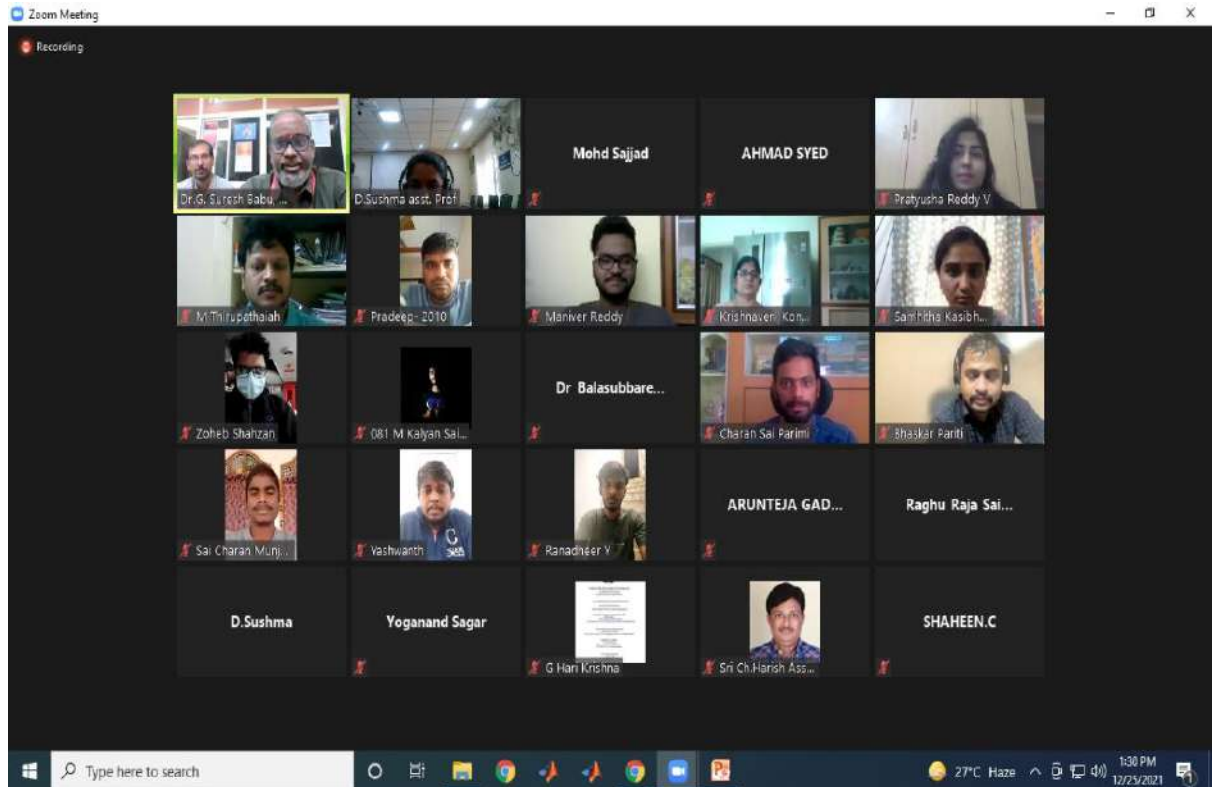 Zoom Meeting
Recording
Dr.G. Suresh Babu, ...
D.Sushma asst. Prof
Mohd Sajjad
AHMAD SYED
Pratyusha Reddy V
M Thirupathaiah
Pradeep- 2010
Maniver Reddy
Krishnaveni Kon...
Samhitha Kasibh...
Zoheb Shahzan
081 M Kalyan Sai...
Dr Balasubbare...
Charan Sai Parimi
Bhaskar Pariti
Sai Charan Munj...
Yashwanth
Ranadheer Y
ARUNTEJA GAD...
Raghu Raja Sai...
D.Sushma
Yoganand Sagar
G Hari Krishna
Sri Ch.Harish Ass...
SHAHEEN.C
Type here to search
27°C Haze
1:30 PM
12/25/2021